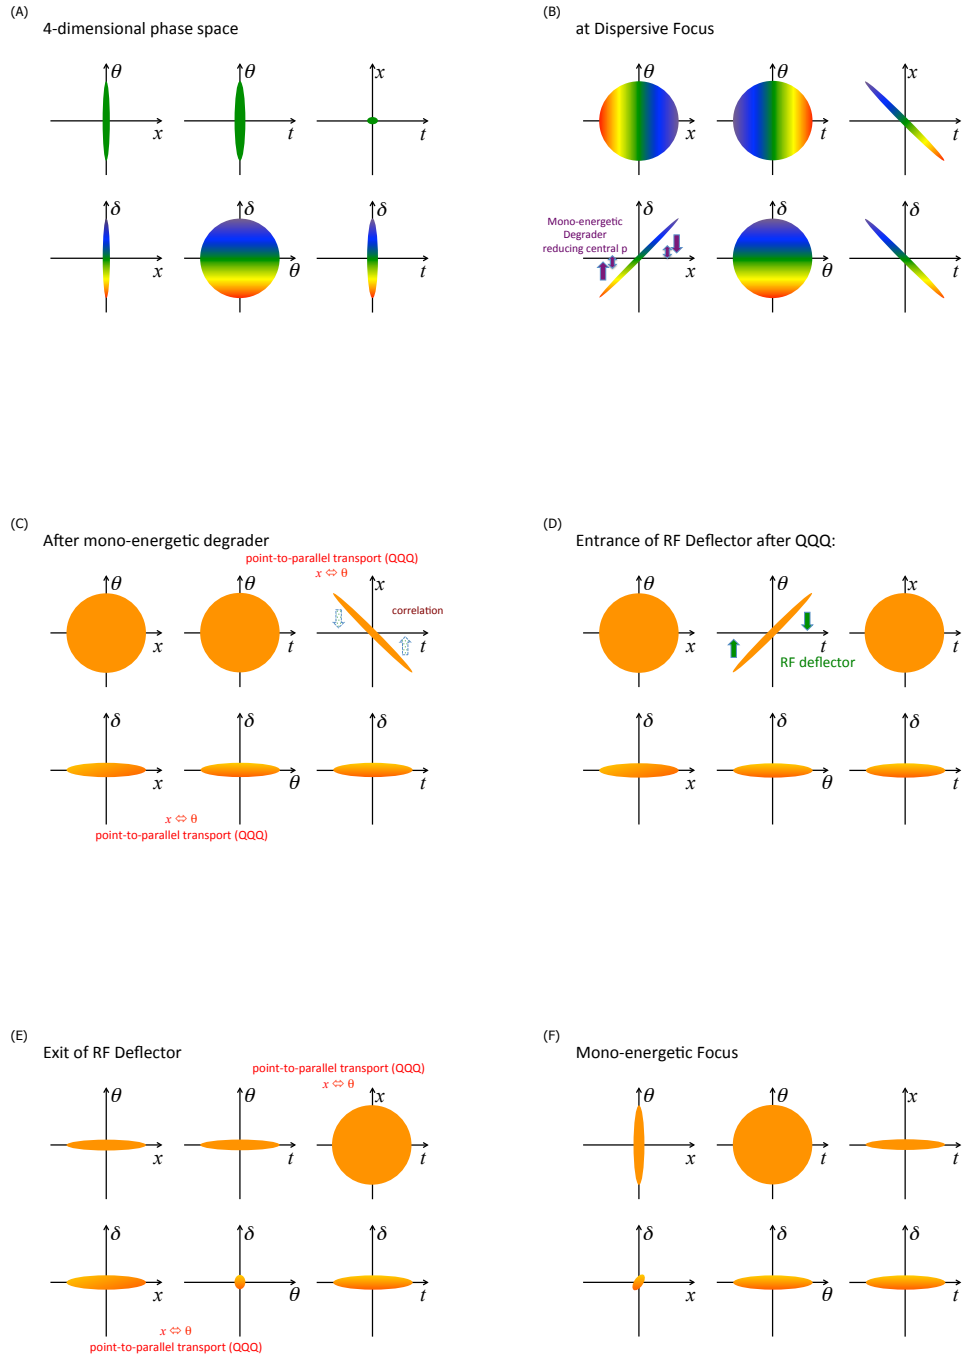 (A)
4-dimensional phase space
θ θ x
x t t
δ δ δ
x θ t
(B)
at Dispersive Focus
θ θ x
x t t
Mono-energetic
Degrader
reducing central p
δ δ δ
x θ t
(C)
After mono-energetic degrader
point-to-parallel transport (QQQ)
x ⇔ θ
θ θ x
correlation
x t t
δ δ δ
x θ t
x ⇔ θ
point-to-parallel transport (QQQ)
(D)
Entrance of RF Deflector after QQQ:
θ θ x
x t t
RF deflector
δ δ δ
x θ t
(E)
Exit of RF Deflector
point-to-parallel transport (QQQ)
x ⇔ θ
θ θ x
x t t
δ δ δ
x θ t
x ⇔ θ
point-to-parallel transport (QQQ)
(F)
Mono-energetic Focus
θ θ x
x t t
δ δ δ
x θ t